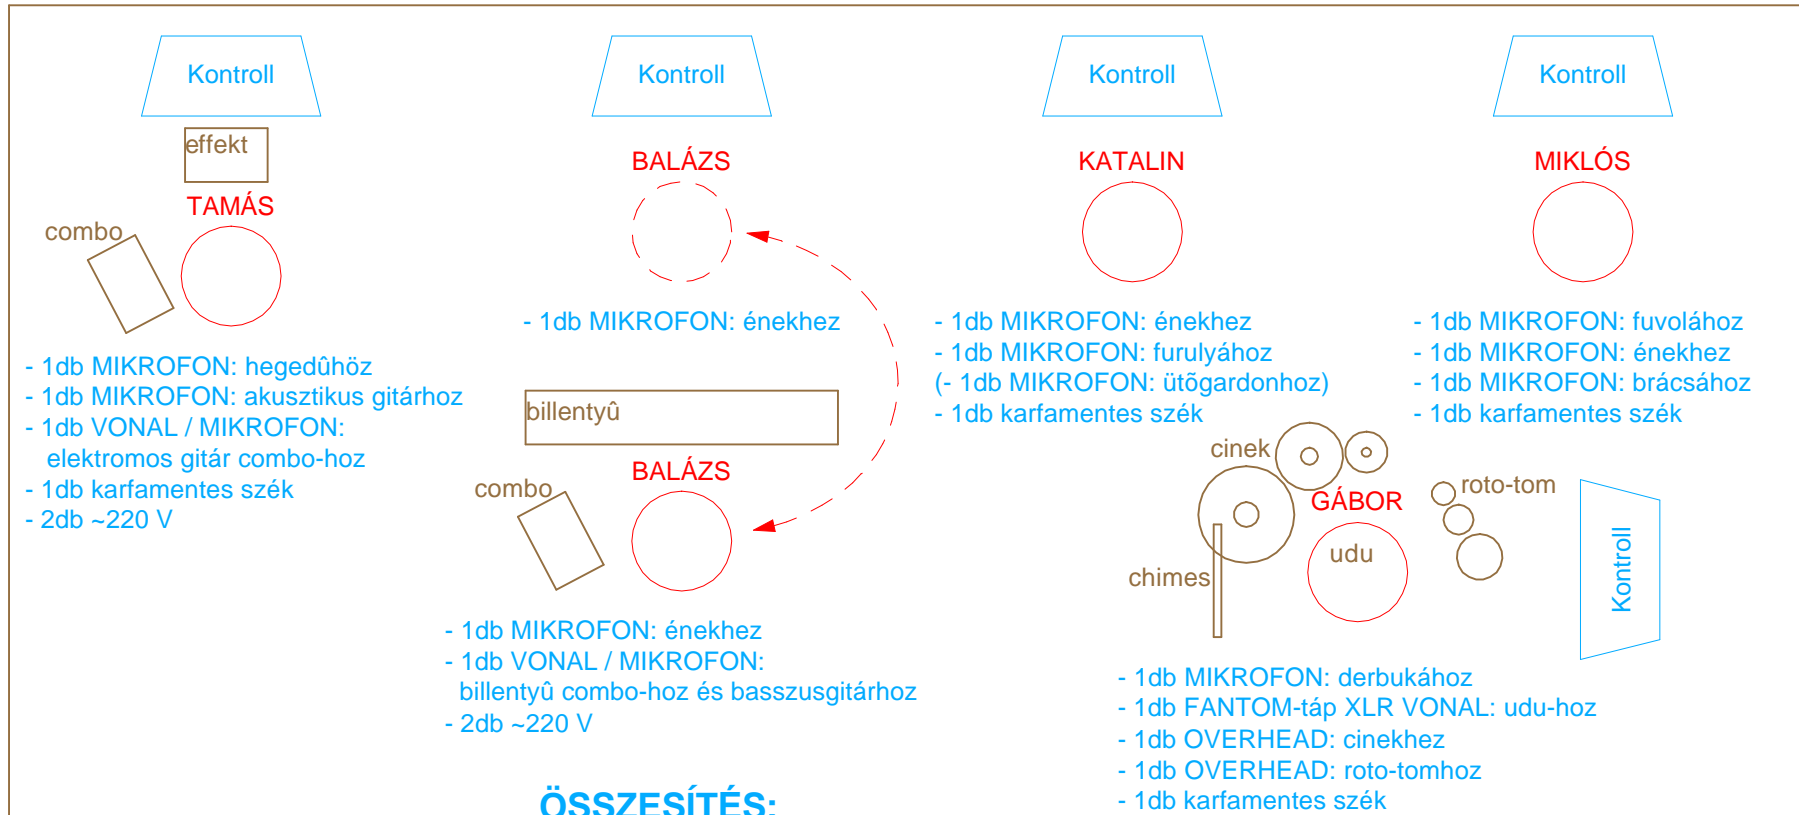 Kontroll
Kontroll
Kontroll
Kontroll
effekt
TAMÁS
combo
- 1db MIKROFON: hegedûhöz
- 1db MIKROFON: akusztikus gitárhoz
- 1db VONAL / MIKROFON:
elektromos gitár combo-hoz
- 1db karfamentes szék
- 2db ~220 V
BALÁZS
- 1db MIKROFON: énekhez
billentyû
BALÁZS
combo
- 1db MIKROFON: énekhez
- 1db VONAL / MIKROFON:
billentyû combo-hoz és basszusgitárhoz
- 2db ~220 V
KATALIN
- 1db MIKROFON: énekhez
- 1db MIKROFON: furulyához
(- 1db MIKROFON: ütõgardonhoz)
- 1db karfamentes szék
MIKLÓS
- 1db MIKROFON: fuvolához
- 1db MIKROFON: énekhez
- 1db MIKROFON: brácsához
- 1db karfamentes szék
cinek
GÁBOR
roto-tom
udu
chimes
Kontroll
- 1db MIKROFON: derbukához
- 1db FANTOM-táp XLR VONAL: udu-hoz
- 1db OVERHEAD: cinekhez
- 1db OVERHEAD: roto-tomhoz
- 1db karfamentes szék
ÖSSZESÍTÉS: